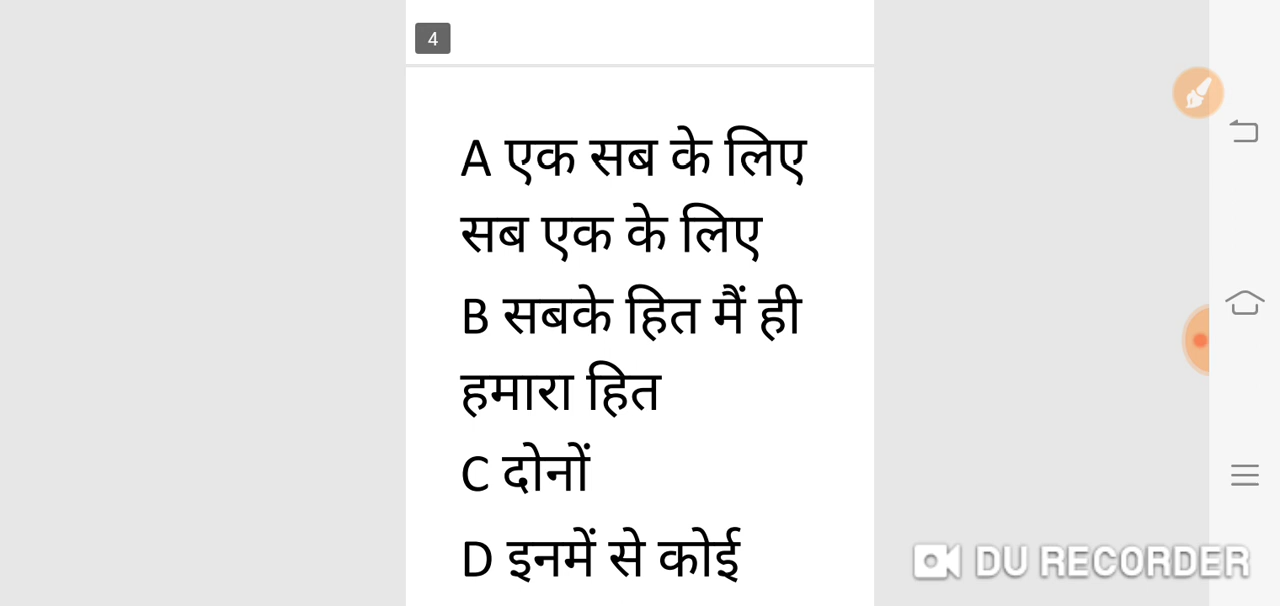 4
A एक सब के लिए
सब एक के लिए
B सबके हित मैं ही
हमारा हित
C दोनों
D इनमें से कोई
DU RECORDER